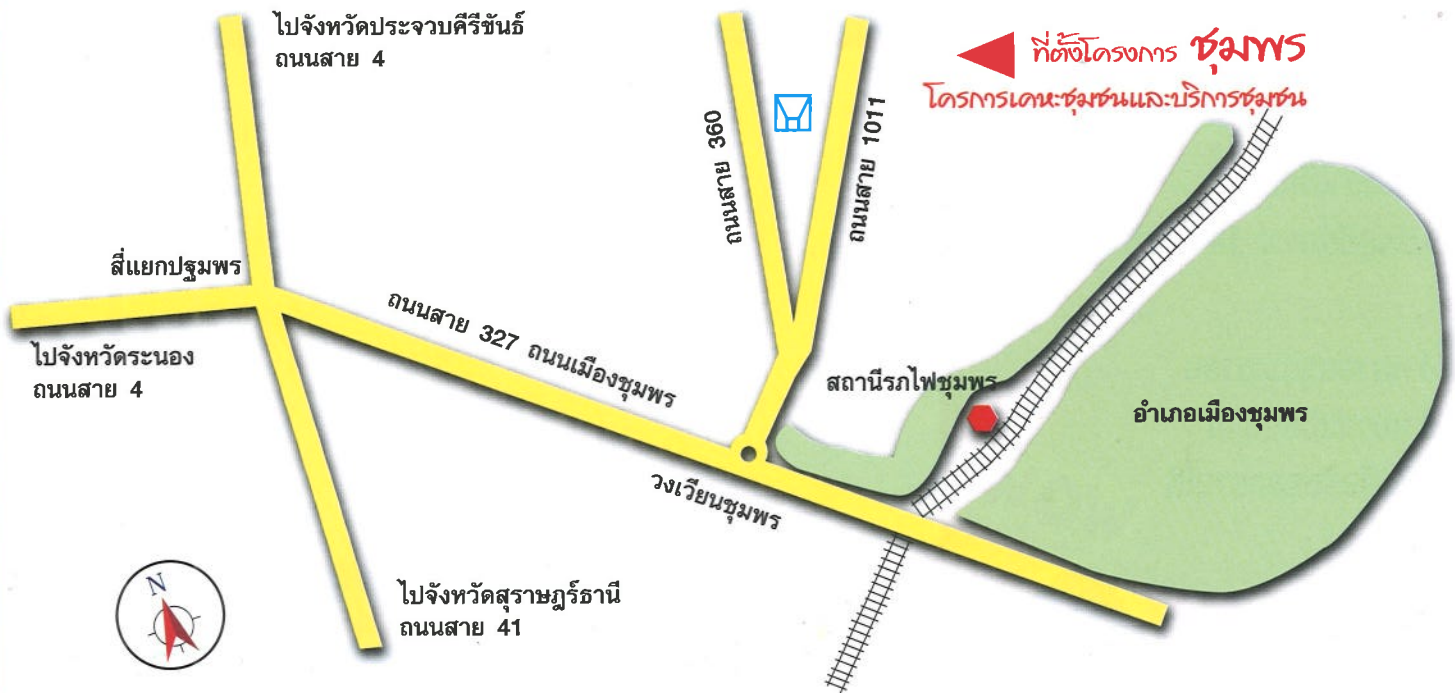 ไปจังหวัดประจวบคีรีขันธ์
ถนนสาย 4
ที่ตั้งโครงการ ชุมพร
โครการเคหะชุมชนและบริการชุมชน
ถนนสาย 360
ถนนสาย 1011
สี่แยกปฐมพร
ไปจังหวัดระนอง
ถนนสาย 4
ถนนสาย 327 ถนนเมืองชุมพร
สถานีรภไฟชุมพร
อำเภอเมืองชุมพร
วงเวียนชุมพร
N
ไปจังหวัดสุราษฎร์ธานี
ถนนสาย 41